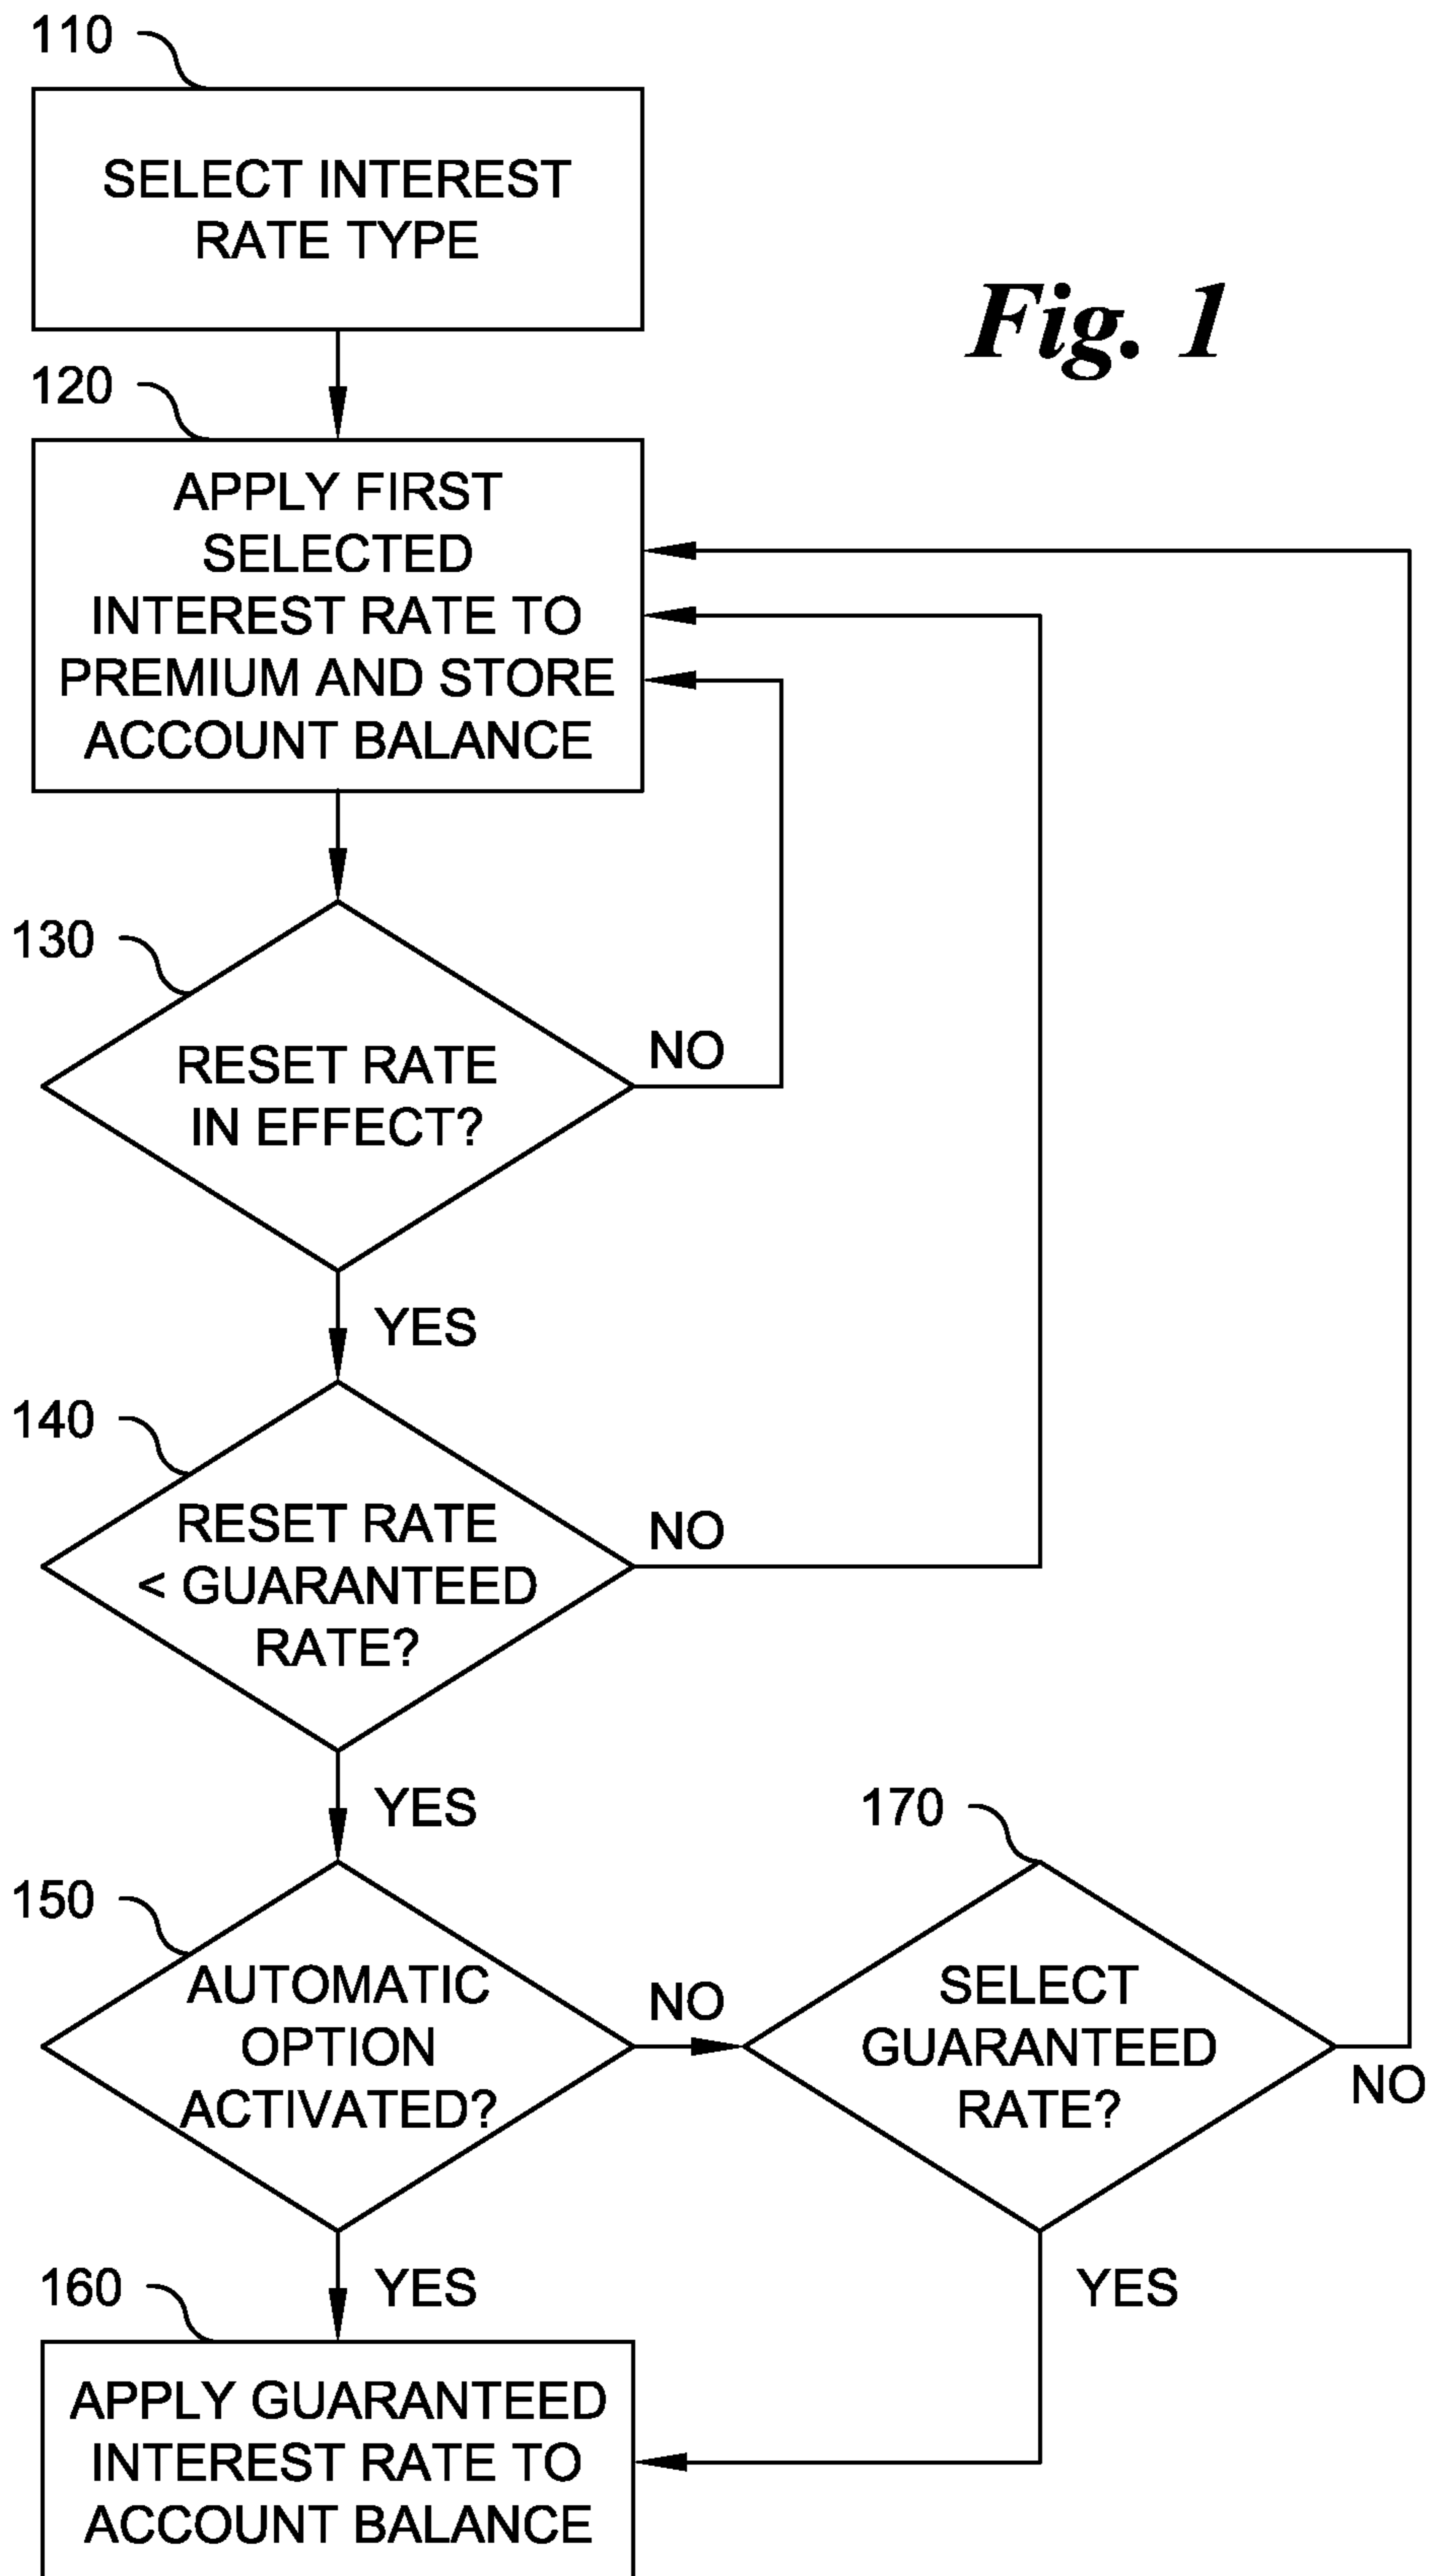 110
SELECT INTEREST
RATE TYPE
Fig. 1
120
APPLY FIRST
SELECTED
INTEREST RATE TO
PREMIUM AND STORE
ACCOUNT BALANCE
130
RESET RATE
IN EFFECT?
NO
YES
140
RESET RATE
< GUARANTEED
RATE?
NO
YES
150
AUTOMATIC
OPTION
ACTIVATED?
NO
170
SELECT
GUARANTEED
RATE?
NO
YES
YES
160
APPLY GUARANTEED
INTEREST RATE TO
ACCOUNT BALANCE